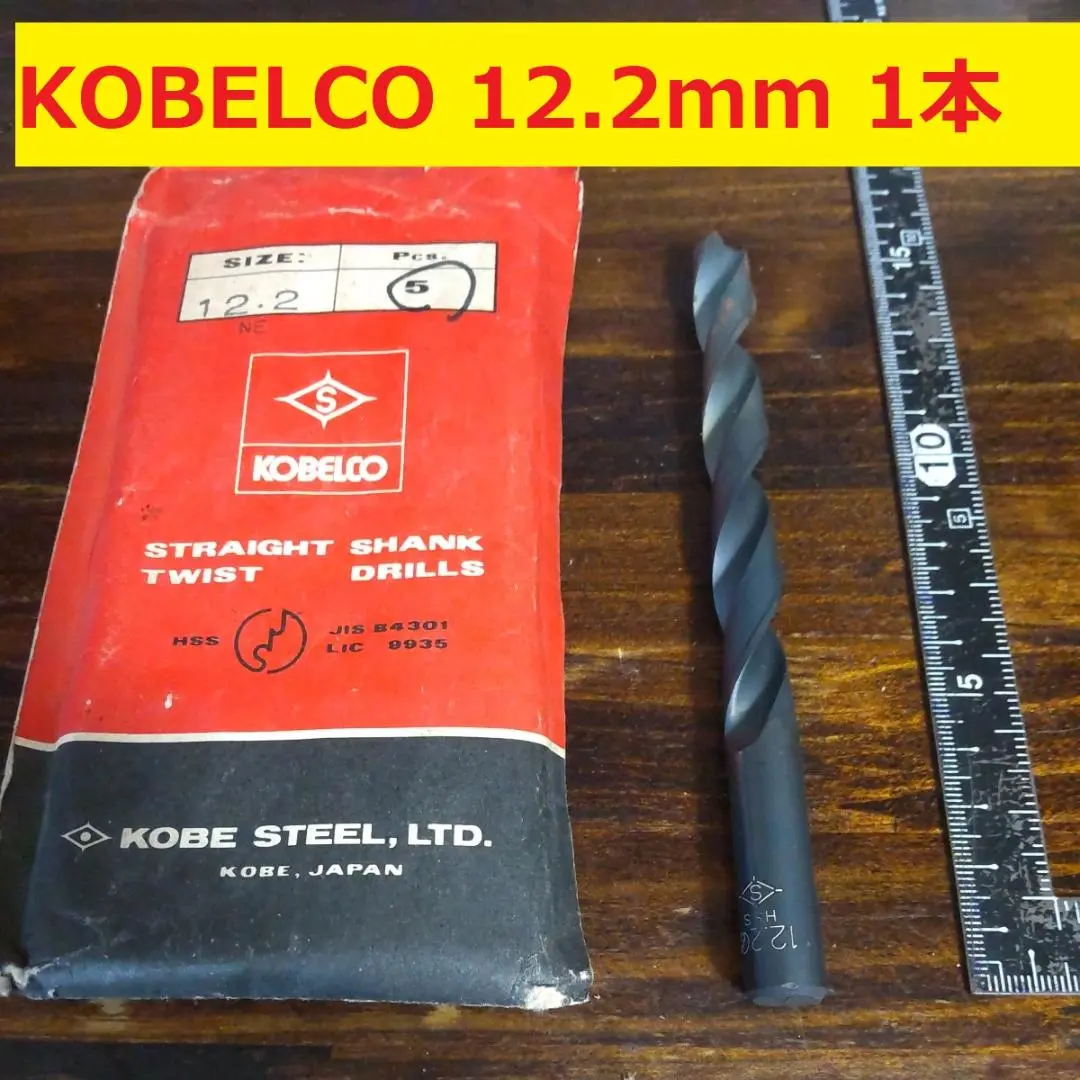 KOBELCO 12.2mm 1本
SIZE: Pcs.
12.2 5
NE
S
KOBELCO
STRAIGHT SHANK
TWIST DRILLS
HSS JIS B4301
LIC 8935
KOBE STEEL, LTD.
KOBE, JAPAN
S
12.20
15
10
5
5